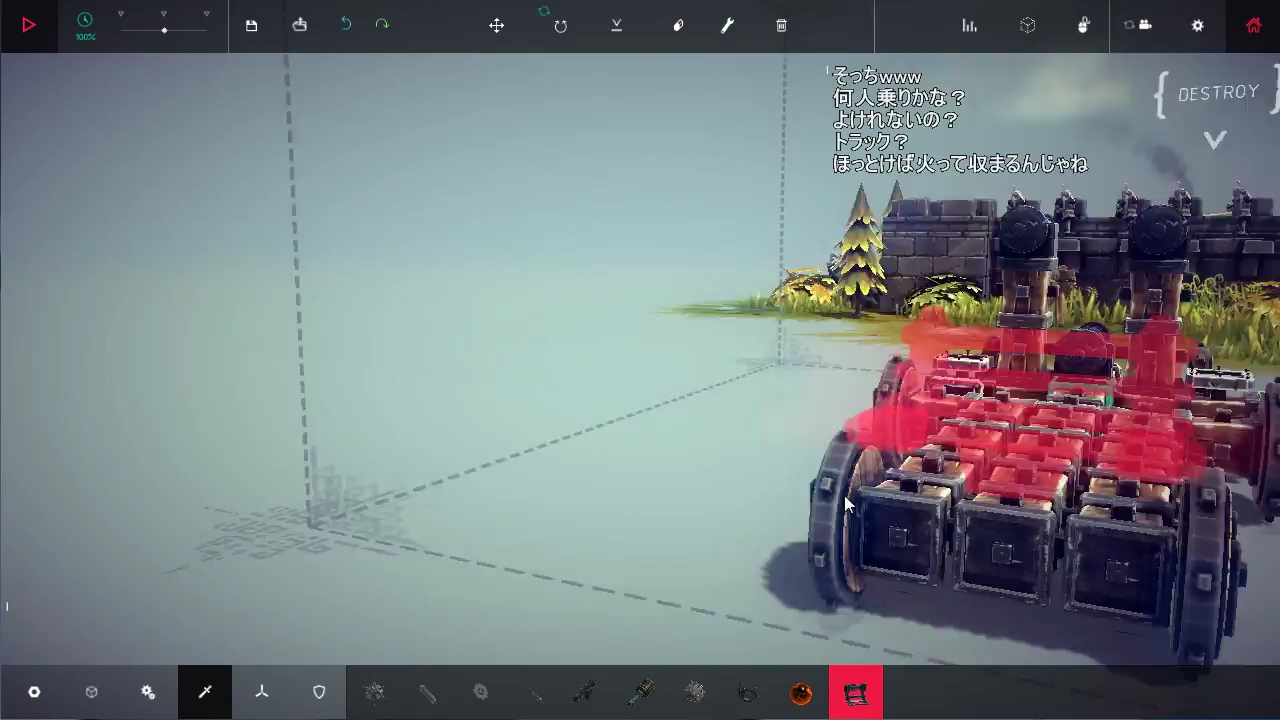 100%
そっちwww
何人乗りかな？
よけれないの？
トラック？
ほっとけば火って収まるんじゃね
DESTROY